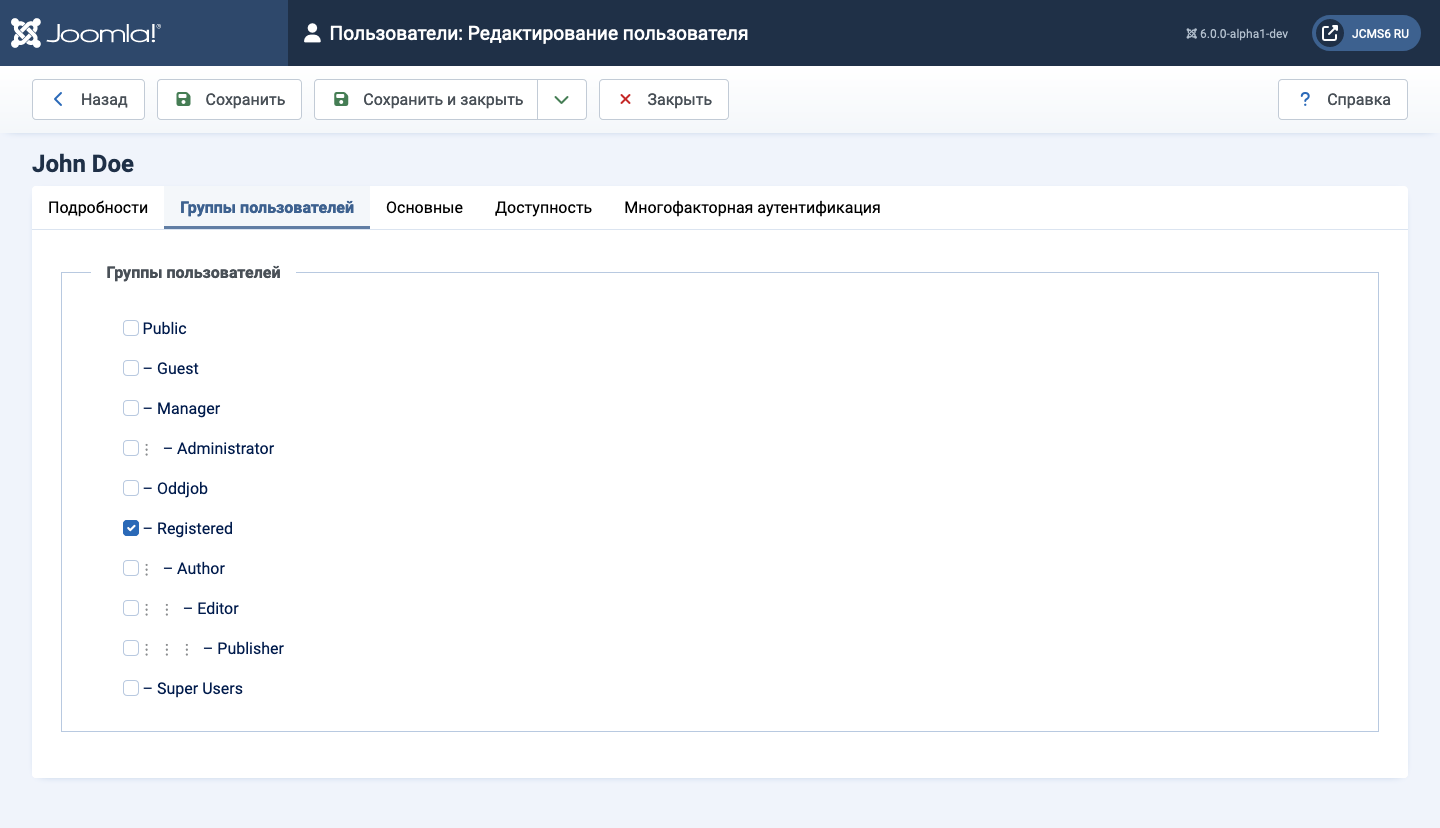 Joomla!®
Пользователи: Редактирование пользователя
6.0.0-alpha1-dev
JCMS6 RU
Назад
Сохранить
Сохранить и закрыть
Закрыть
? Справка
John Doe
Подробности
Группы пользователей
Основные
Доступность
Многофакторная аутентификация
Группы пользователей
Public
– Guest
– Manager
⋮ – Administrator
– Oddjob
– Registered
⋮ – Author
⋮ ⋮ – Editor
⋮ ⋮ ⋮ – Publisher
– Super Users